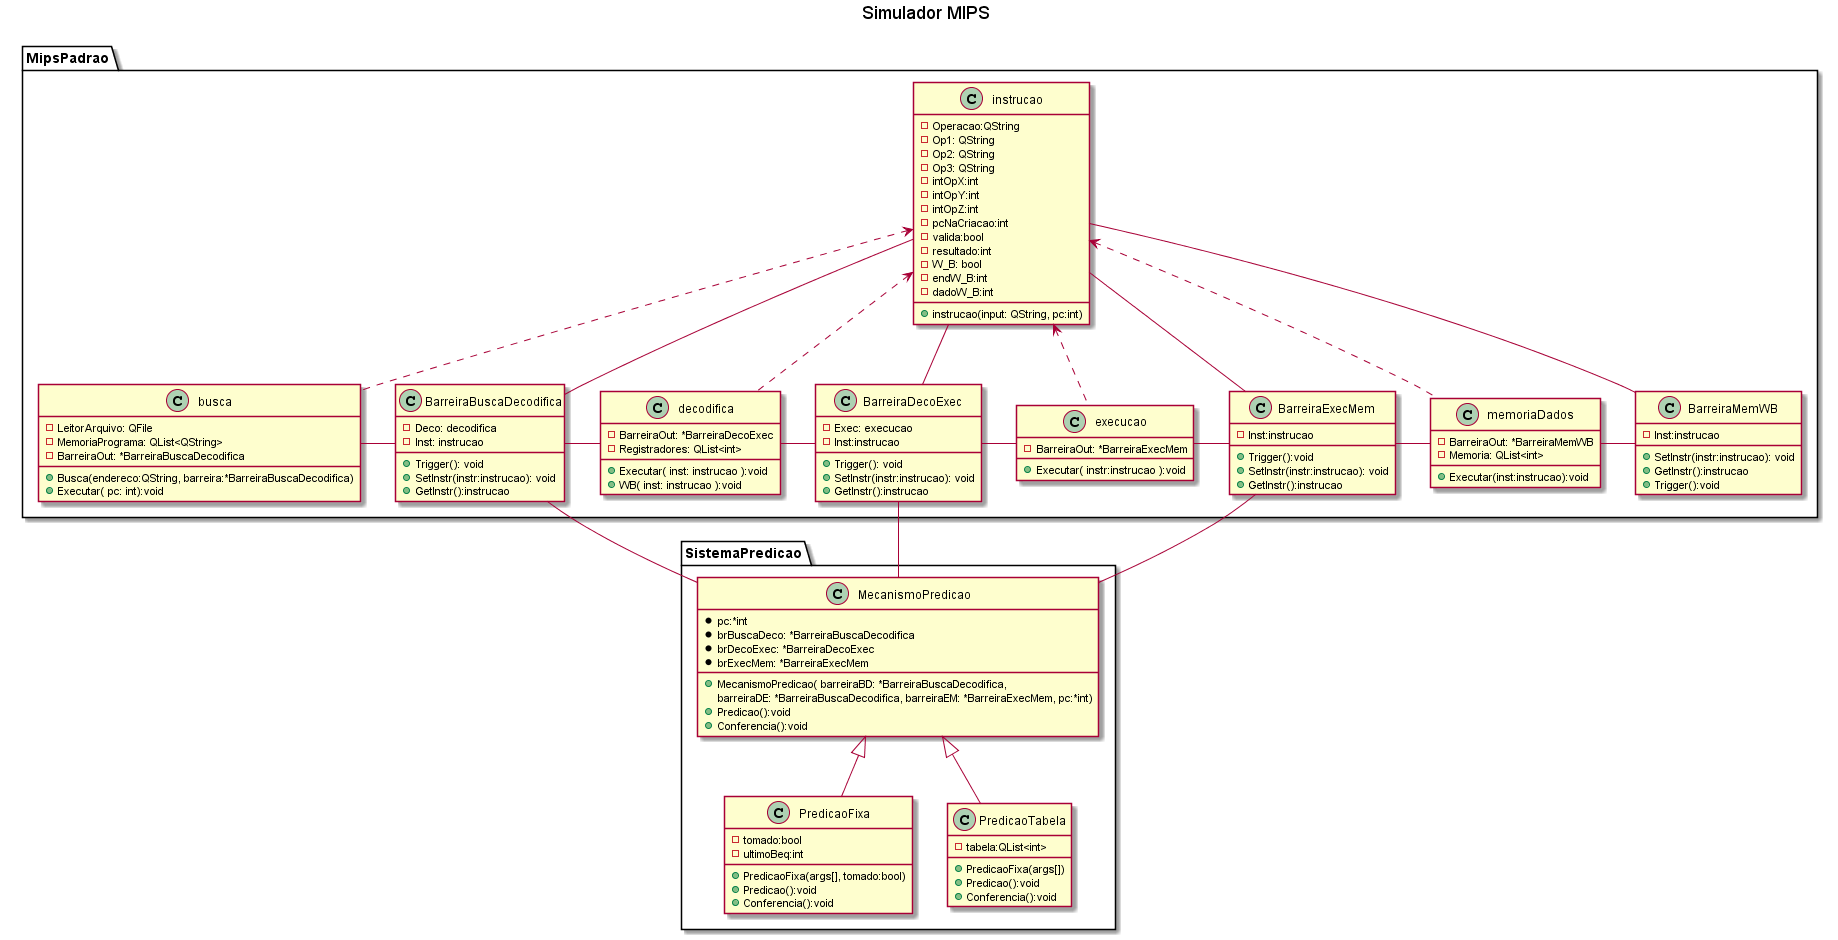 Simulador MIPS
MipsPadrao
C instrucao
Operacao:QString
Op1: QString
Op2: QString
Op3: QString
intOpX:int
intOpY:int
intOpZ:int
pcNaCriacao:int
valida:bool
resultado:int
W_B: bool
endW_B:int
dadoW_B:int
instrucao(input: QString, pc:int)
C busca
LeitorArquivo: QFile
MemoriaPrograma: QList<QString>
BarreiraOut: *BarreiraBuscaDecodifica
Busca(endereco:QString, barreira:*BarreiraBuscaDecodifica)
Executar( pc: int):void
C BarreiraBuscaDecodifica
Deco: decodifica
Inst: instrucao
Trigger(): void
SetInstr(instr:instrucao): void
GetInstr():instrucao
C decodifica
BarreiraOut: *BarreiraDecoExec
Registradores: QList<int>
Executar( inst: instrucao ):void
WB( inst: instrucao ):void
C BarreiraDecoExec
Exec: execucao
Inst:instrucao
Trigger(): void
SetInstr(instr:instrucao): void
GetInstr():instrucao
C execucao
BarreiraOut: *BarreiraExecMem
Executar( instr:instrucao ):void
C BarreiraExecMem
Inst:instrucao
Trigger():void
SetInstr(instr:instrucao): void
GetInstr():instrucao
C memoriaDados
BarreiraOut: *BarreiraMemWB
Memoria: QList<int>
Executar(inst:instrucao):void
C BarreiraMemWB
Inst:instrucao
SetInstr(instr:instrucao): void
GetInstr():instrucao
Trigger():void
SistemaPredicao
C MecanismoPredicao
pc:*int
brBuscaDeco: *BarreiraBuscaDecodifica
brDecoExec: *BarreiraDecoExec
brExecMem: *BarreiraExecMem
MecanismoPredicao( barreiraBD: *BarreiraBuscaDecodifica,
barreiraDE: *BarreiraBuscaDecodifica, barreiraEM: *BarreiraExecMem, pc:*int)
Predicao():void
Conferencia():void
C PredicaoFixa
tomado:bool
ultimoBeq:int
PredicaoFixa(args[], tomado:bool)
Predicao():void
Conferencia():void
C PredicaoTabela
tabela:QList<int>
PredicaoFixa(args[])
Predicao():void
Conferencia():void